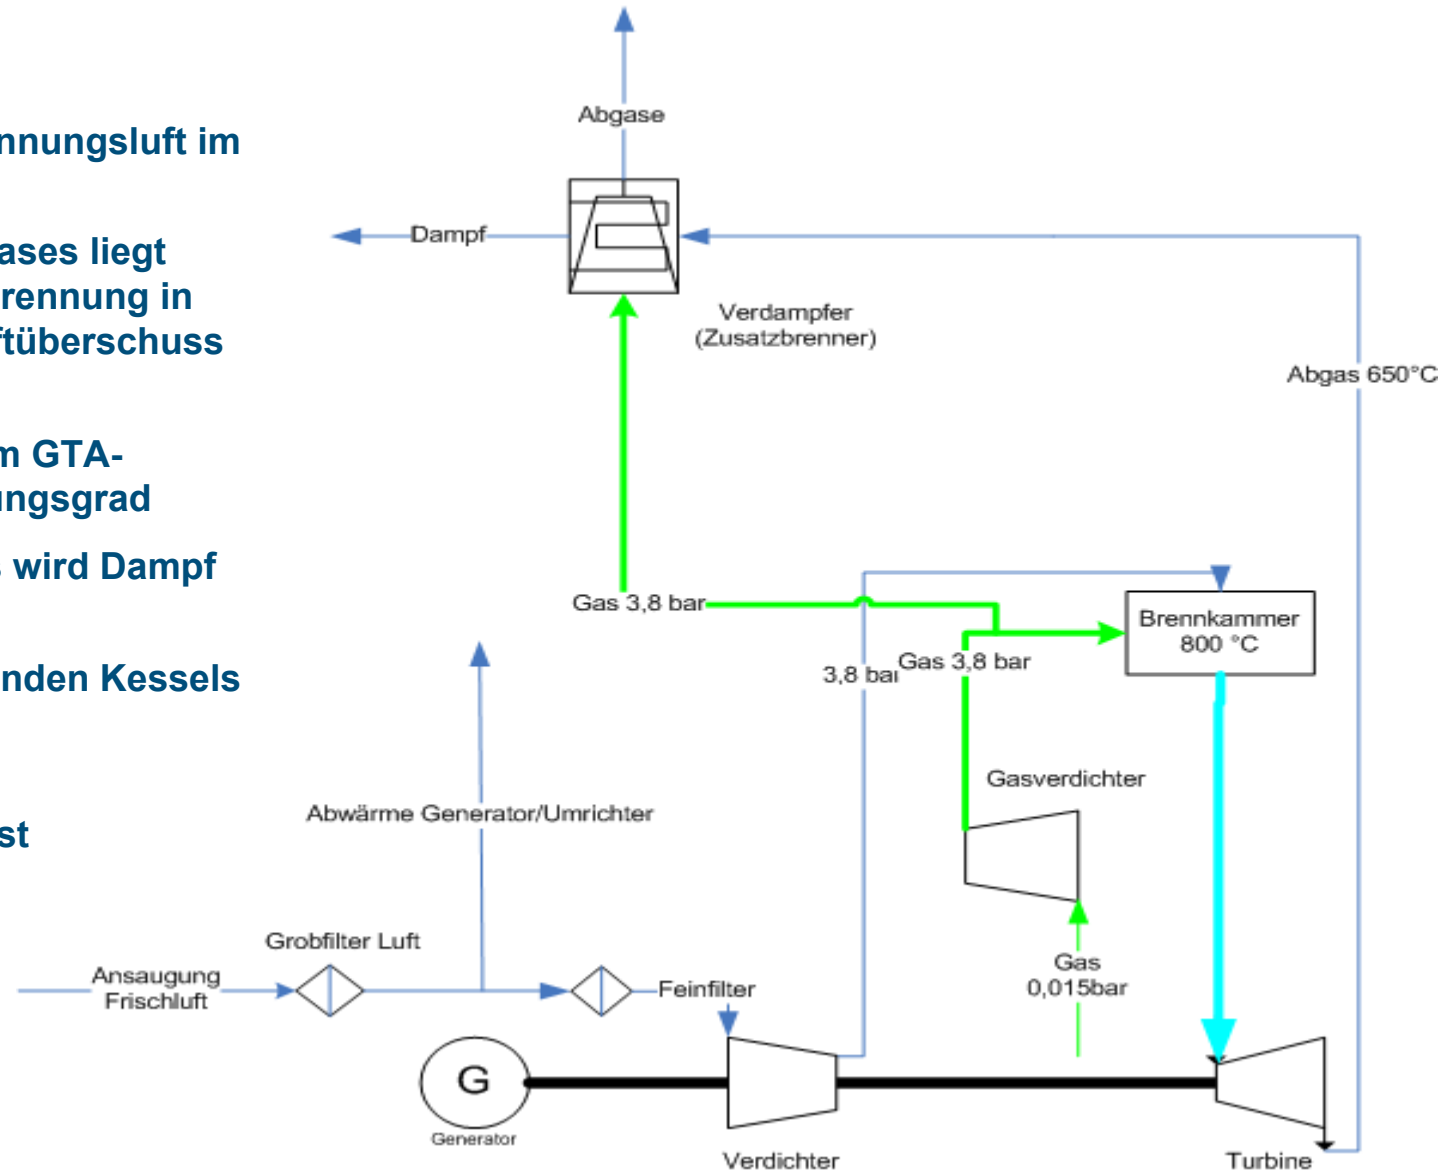 nnungsluft im
ases liegt
rennung in
ftüberschuss
m GTA-
ungsgrad
s wird Dampf
nden Kessels
st
Abgase
Dampf
Verdampfer
(Zusatzbrenner)
Abgas 650°C
Gas 3,8 bar
Brennkammer
800 °C
3,8 bar
Gas 3,8 bar
Gasverdichter
Abwärme Generator/Umrichter
Grobfilter Luft
Ansaugung
Frischluft
Feinfilter
Gas
0,015bar
G
Generator
Verdichter
Turbine